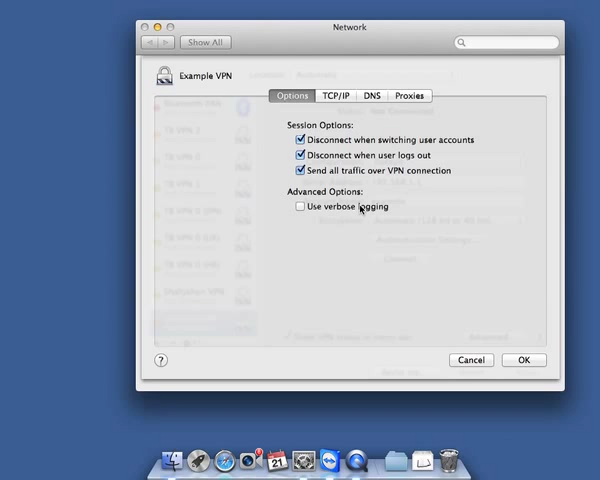 Network
Show All
Example VPN
Options TCP/IP DNS Proxies
Session Options:
Disconnect when switching user accounts
Disconnect when user logs out
Send all traffic over VPN connection
Advanced Options:
Use verbose logging
? Cancel OK
21